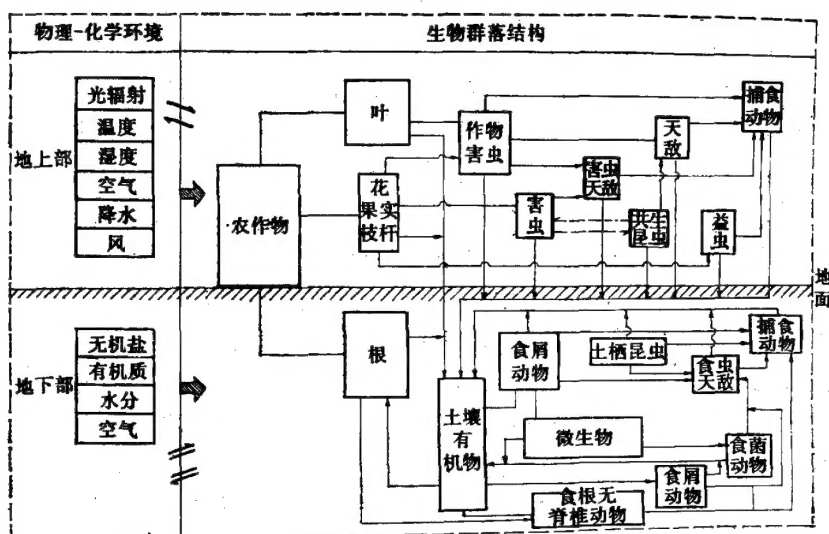 物理-化学环境
生物群落结构
地上部
光辐射
温度
湿度
空气
降水
风
农作物
叶
花
果实
枝杆
作物
害虫
害虫
害虫
天敌
共生
昆虫
天
敌
益
虫
捕食
动物
地
面
地下部
无机盐
有机质
水分
空气
根
土壤
有
机物
食屑
动物
土栖昆虫
捕食
动物
食虫
天敌
微生物
食菌
动物
食屑
动物
食根无
脊椎动物